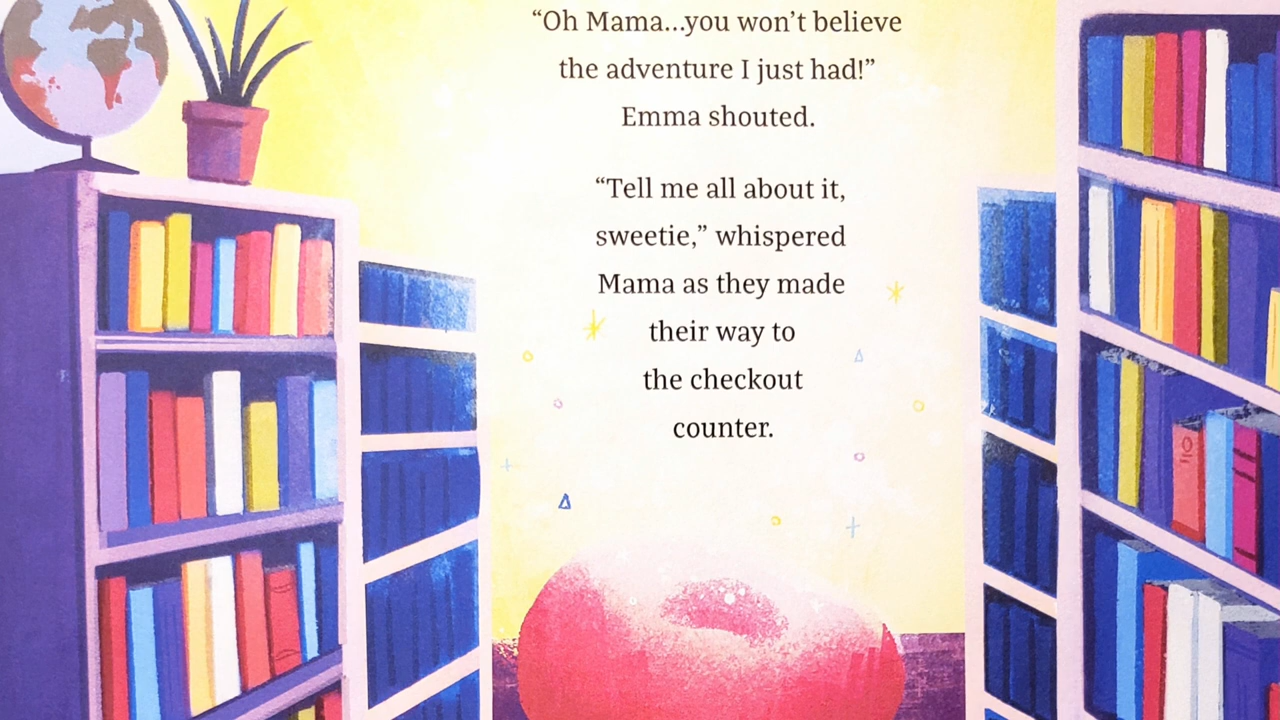 “Oh Mama...you won’t believe
the adventure I just had!”
Emma shouted.
“Tell me all about it,
sweetie,” whispered
Mama as they made
their way to
the checkout
counter.